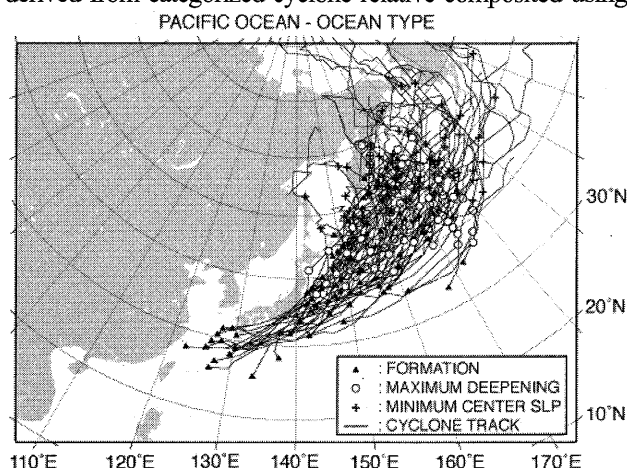 derived from categorized cyclone relative composited using
PACIFIC OCEAN - OCEAN TYPE
30°N
20°N
10°N
: FORMATION
: MAXIMUM DEEPENING
: MINIMUM CENTER SLP
: CYCLONE TRACK
110°E 120°E 130°E 140°E 150°E 160°E 170°E